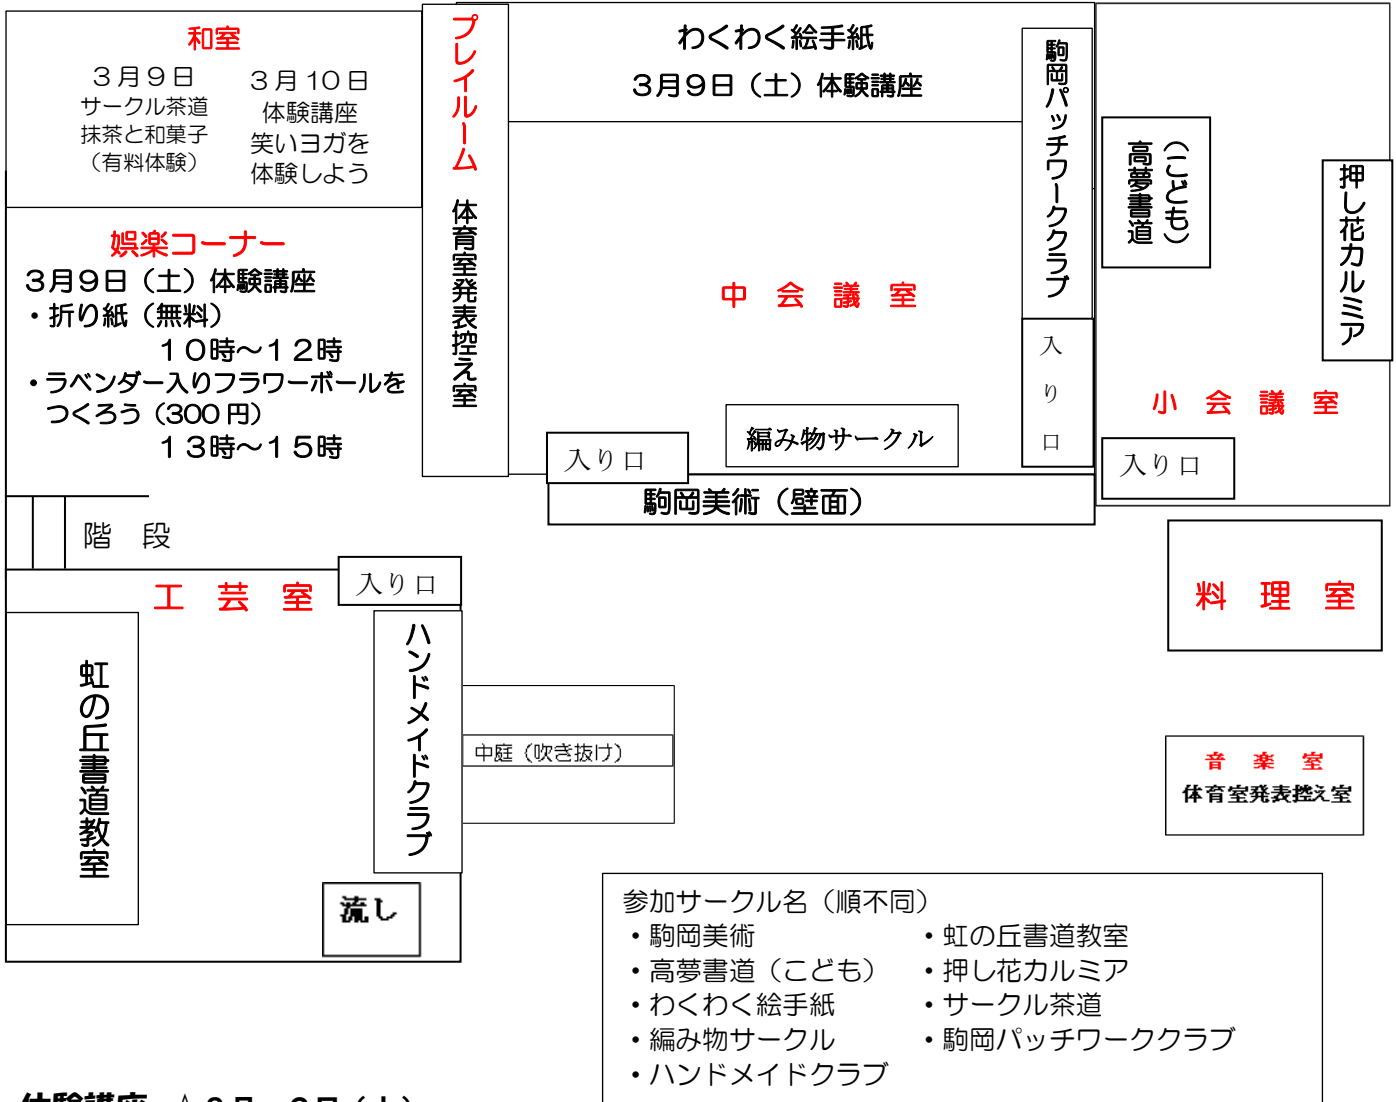 和室
３月９日
サークル茶道
抹茶と和菓子
（有料体験）
３月10日
体験講座
笑いヨガを
体験しよう
プレイルーム 体育室発表控え室
わくわく絵手紙
３月９日（土）体験講座
駒岡パッチワーククラブ
高夢書道
（こども）
押し花カルミア
娯楽コーナー
３月９日（土）体験講座
・折り紙（無料）
１０時～１２時
・ラベンダー入りフラワーボールを
つくろう（300円）
１３時～１５時
中 会 議 室
入り口
小 会 議 室
編み物サークル
入り口
入り口
駒岡美術（壁面）
階 段
工 芸 室
入り口
料 理 室
虹の丘書道教室
ハンドメイドクラブ
中庭（吹き抜け）
音 楽 室
体育室発表控え室
流し
参加サークル名（順不同）
・駒岡美術 ・虹の丘書道教室
・高夢書道（こども） ・押し花カルミア
・わくわく絵手紙 ・サークル茶道
・編み物サークル ・駒岡パッチワーククラブ
・ハンドメイドクラブ